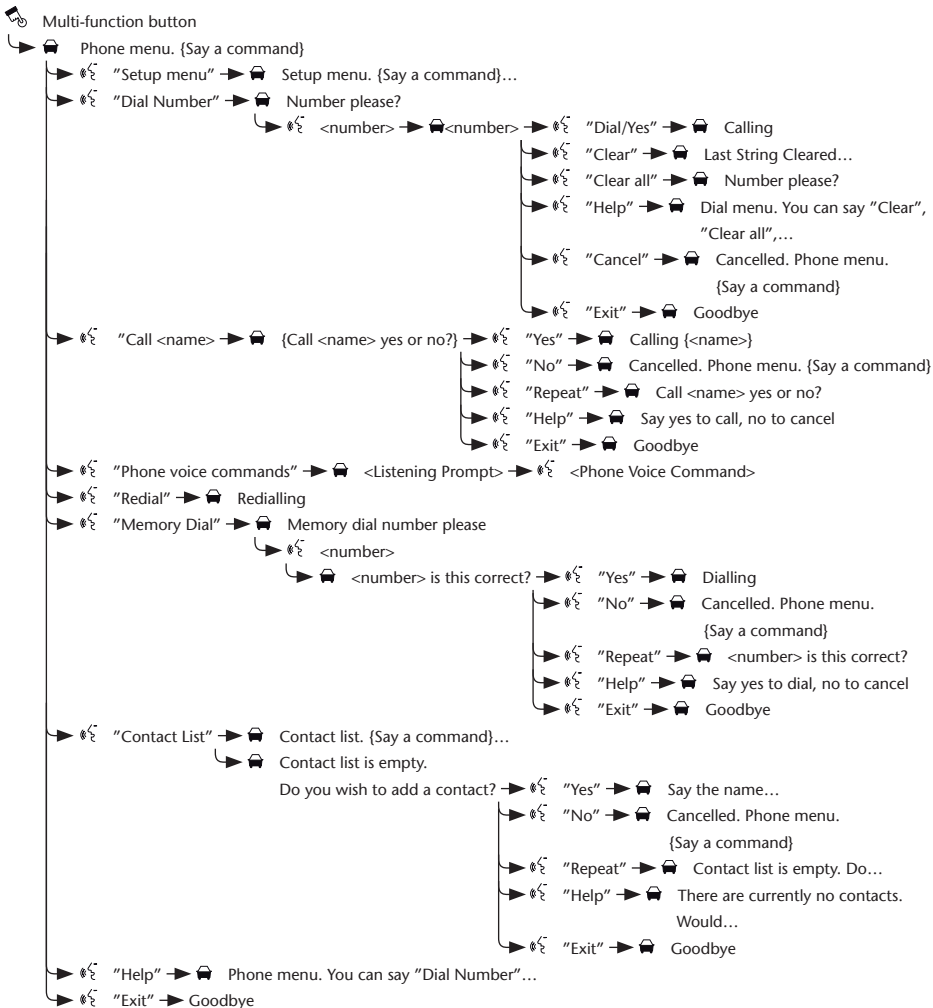 Multi-function button
Phone menu. {Say a command}
"Setup menu" Setup menu. {Say a command}…
"Dial Number" Number please?
<number> <number> "Dial/Yes" Calling
"Clear" Last String Cleared…
"Clear all" Number please?
"Help" Dial menu. You can say "Clear",
"Clear all",…
"Cancel" Cancelled. Phone menu.
{Say a command}
"Exit" Goodbye
"Call <name> {Call <name> yes or no?} "Yes" Calling {<name>}
"No" Cancelled. Phone menu. {Say a command}
"Repeat" Call <name> yes or no?
"Help" Say yes to call, no to cancel
"Exit" Goodbye
"Phone voice commands" <Listening Prompt> <Phone Voice Command>
"Redial" Redialling
"Memory Dial" Memory dial number please
<number>
<number> is this correct? "Yes" Dialling
"No" Cancelled. Phone menu.
{Say a command}
"Repeat" <number> is this correct?
"Help" Say yes to dial, no to cancel
"Exit" Goodbye
"Contact List" Contact list. {Say a command}…
Contact list is empty.
Do you wish to add a contact? "Yes" Say the name…
"No" Cancelled. Phone menu.
{Say a command}
"Repeat" Contact list is empty. Do…
"Help" There are currently no contacts.
Would…
"Exit" Goodbye
"Help" Phone menu. You can say "Dial Number"…
"Exit" Goodbye